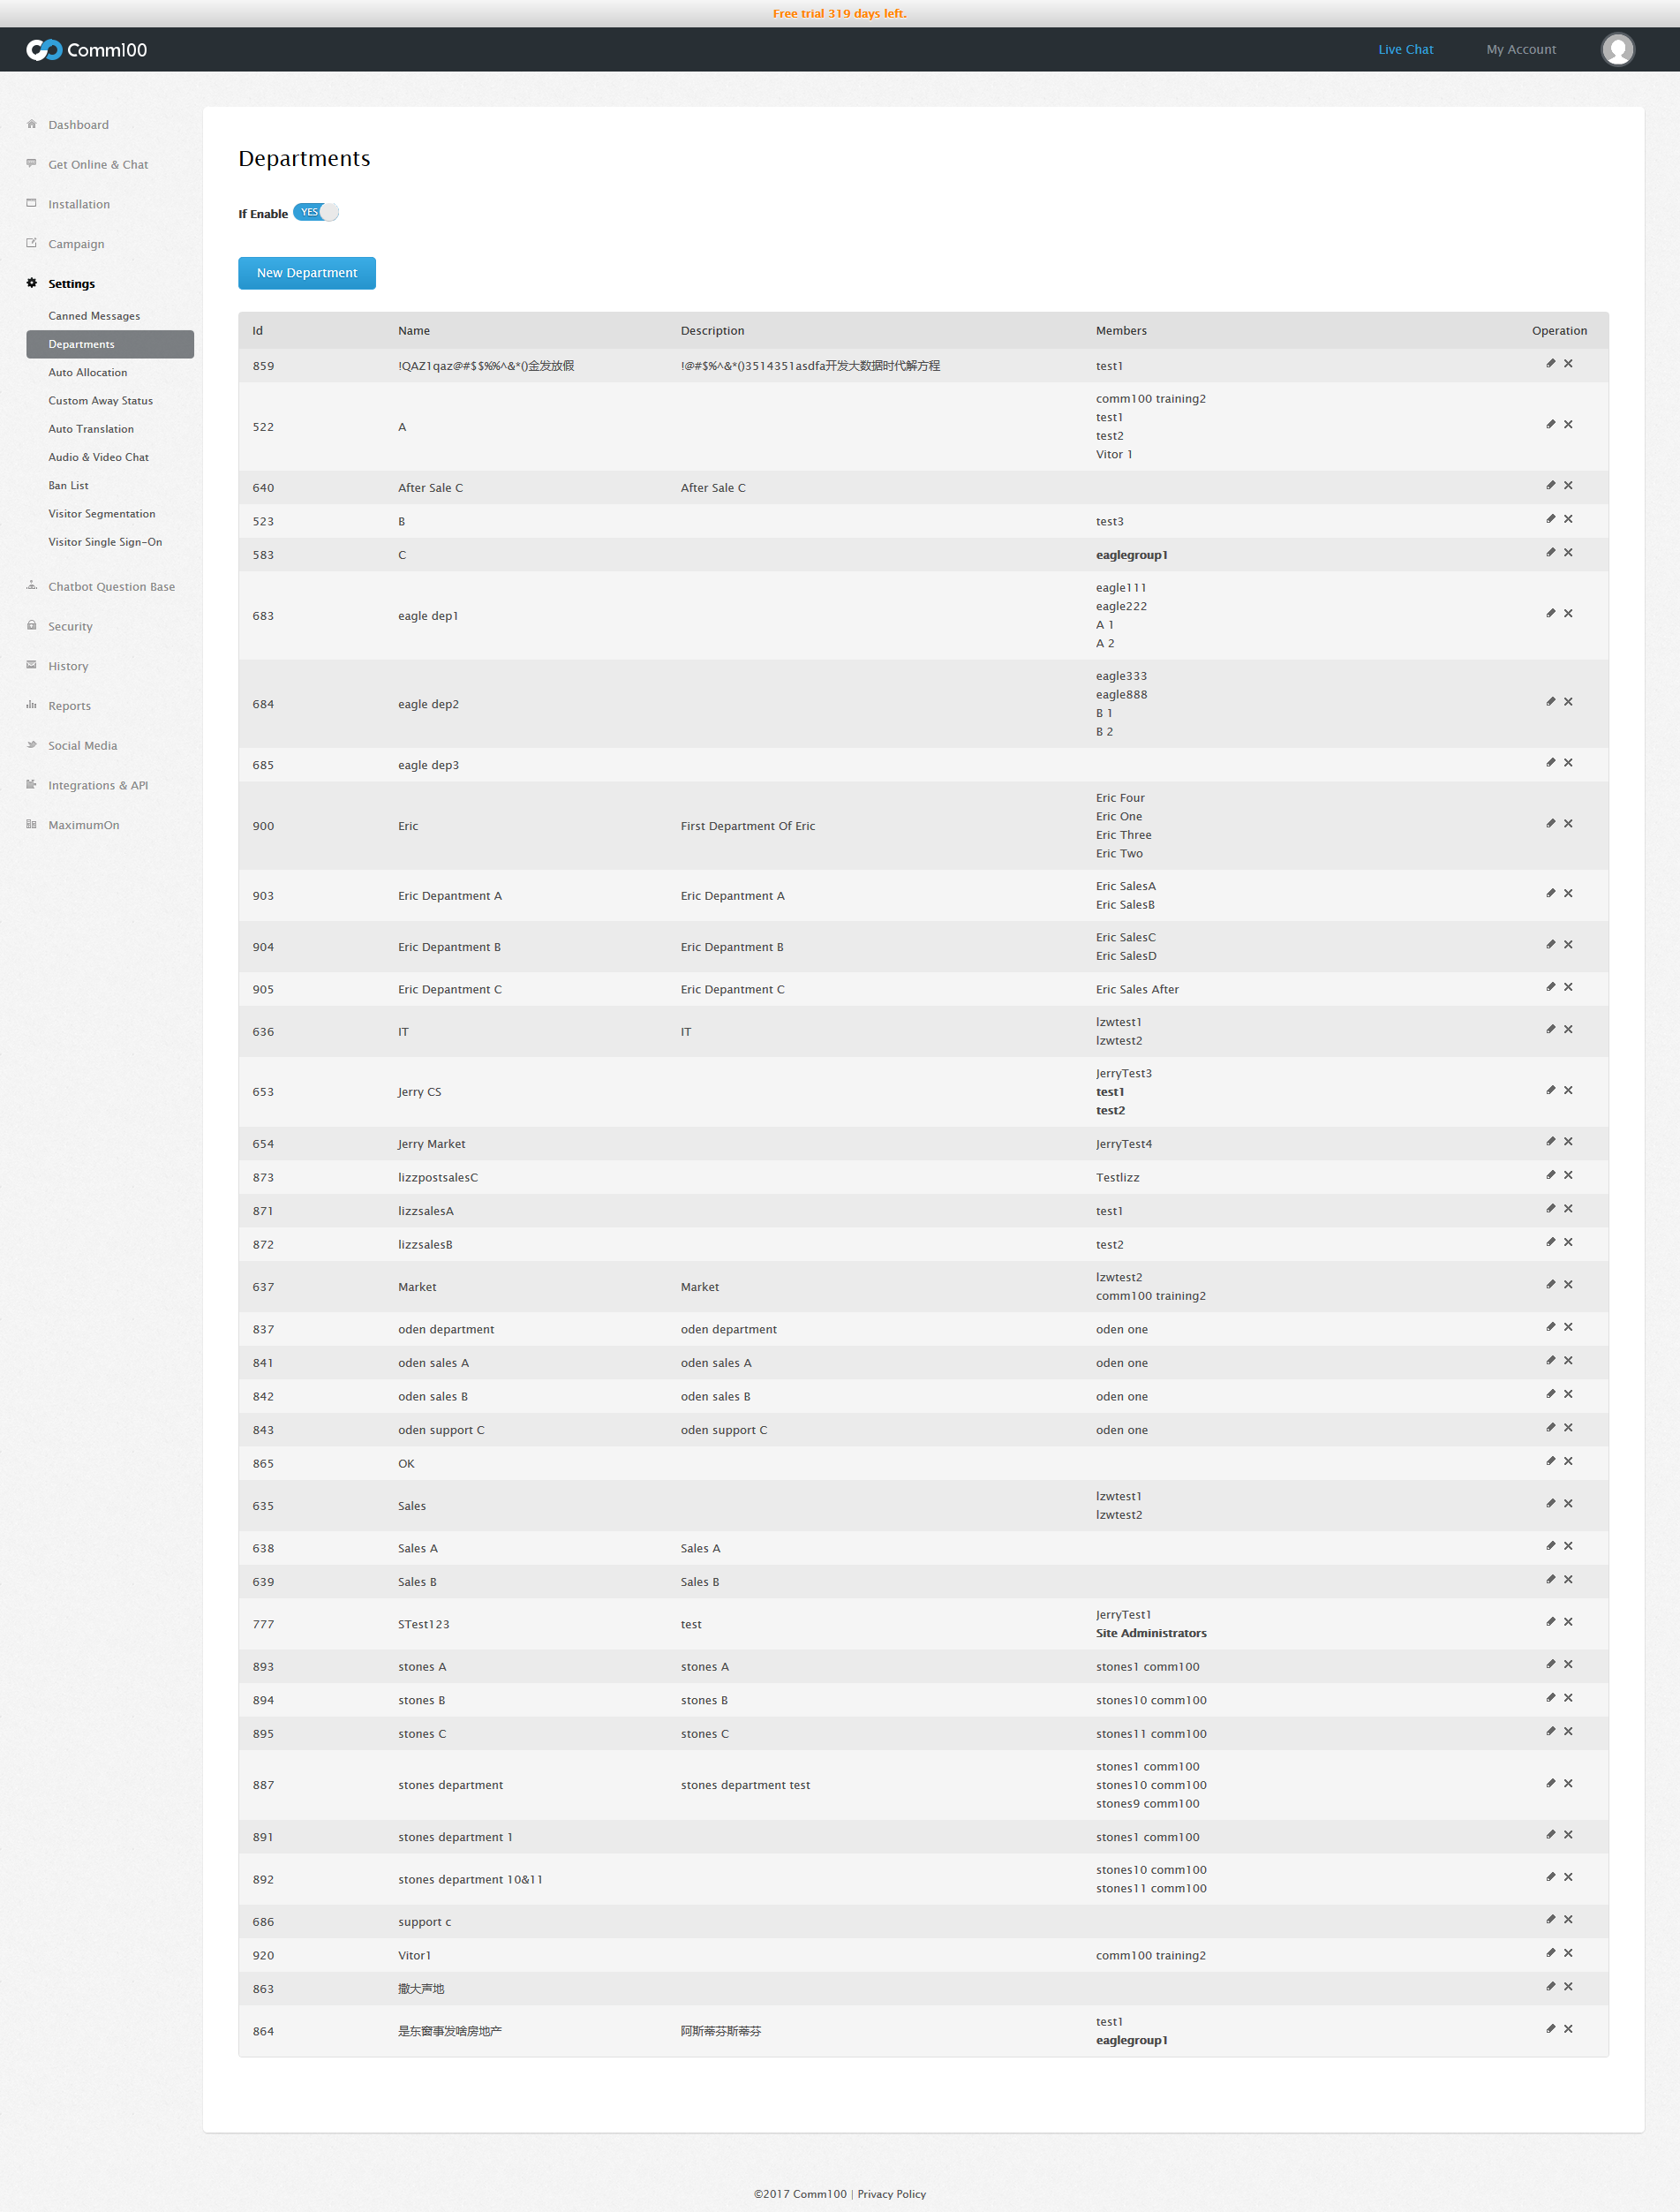 Free trial 319 days left.
Comm100
Live Chat
My Account
Dashboard
Get Online & Chat
Installation
Campaign
Settings
Canned Messages
Departments
Auto Allocation
Custom Away Status
Auto Translation
Audio & Video Chat
Ban List
Visitor Segmentation
Visitor Single Sign-On
Chatbot Question Base
Security
History
Reports
Social Media
Integrations & API
MaximumOn
Departments
If Enable YES
New Department
Id Name Description Members Operation
859 !QAZ1qaz@#$$%%^&*()金发放假 !@#$%^&*()3514351asdfa开发大数据时代解方程 test1
522 A comm100 training2
test1
test2
Vitor 1
640 After Sale C After Sale C
523 B test3
583 C eaglegroup1
683 eagle dep1 eagle111
eagle222
A 1
A 2
684 eagle dep2 eagle333
eagle888
B 1
B 2
685 eagle dep3
900 Eric First Department Of Eric Eric Four
Eric One
Eric Three
Eric Two
903 Eric Depantment A Eric Depantment A Eric SalesA
Eric SalesB
904 Eric Depantment B Eric Depantment B Eric SalesC
Eric SalesD
905 Eric Depantment C Eric Depantment C Eric Sales After
636 IT IT lzwtest1
lzwtest2
653 Jerry CS JerryTest3
test1
test2
654 Jerry Market JerryTest4
873 lizzpostsalesC Testlizz
871 lizzsalesA test1
872 lizzsalesB test2
637 Market Market lzwtest2
comm100 training2
837 oden department oden department oden one
841 oden sales A oden sales A oden one
842 oden sales B oden sales B oden one
843 oden support C oden support C oden one
865 OK
635 Sales lzwtest1
lzwtest2
638 Sales A Sales A
639 Sales B Sales B
777 STest123 test JerryTest1
Site Administrators
893 stones A stones A stones1 comm100
894 stones B stones B stones10 comm100
895 stones C stones C stones11 comm100
887 stones department stones department test stones1 comm100
stones10 comm100
stones9 comm100
891 stones department 1 stones1 comm100
892 stones department 10&11 stones10 comm100
stones11 comm100
686 support c
920 Vitor1 comm100 training2
863 撒大声地
864 是东窗事发啥房地产 阿斯蒂芬斯蒂芬 test1
eaglegroup1
©2017 Comm100 | Privacy Policy